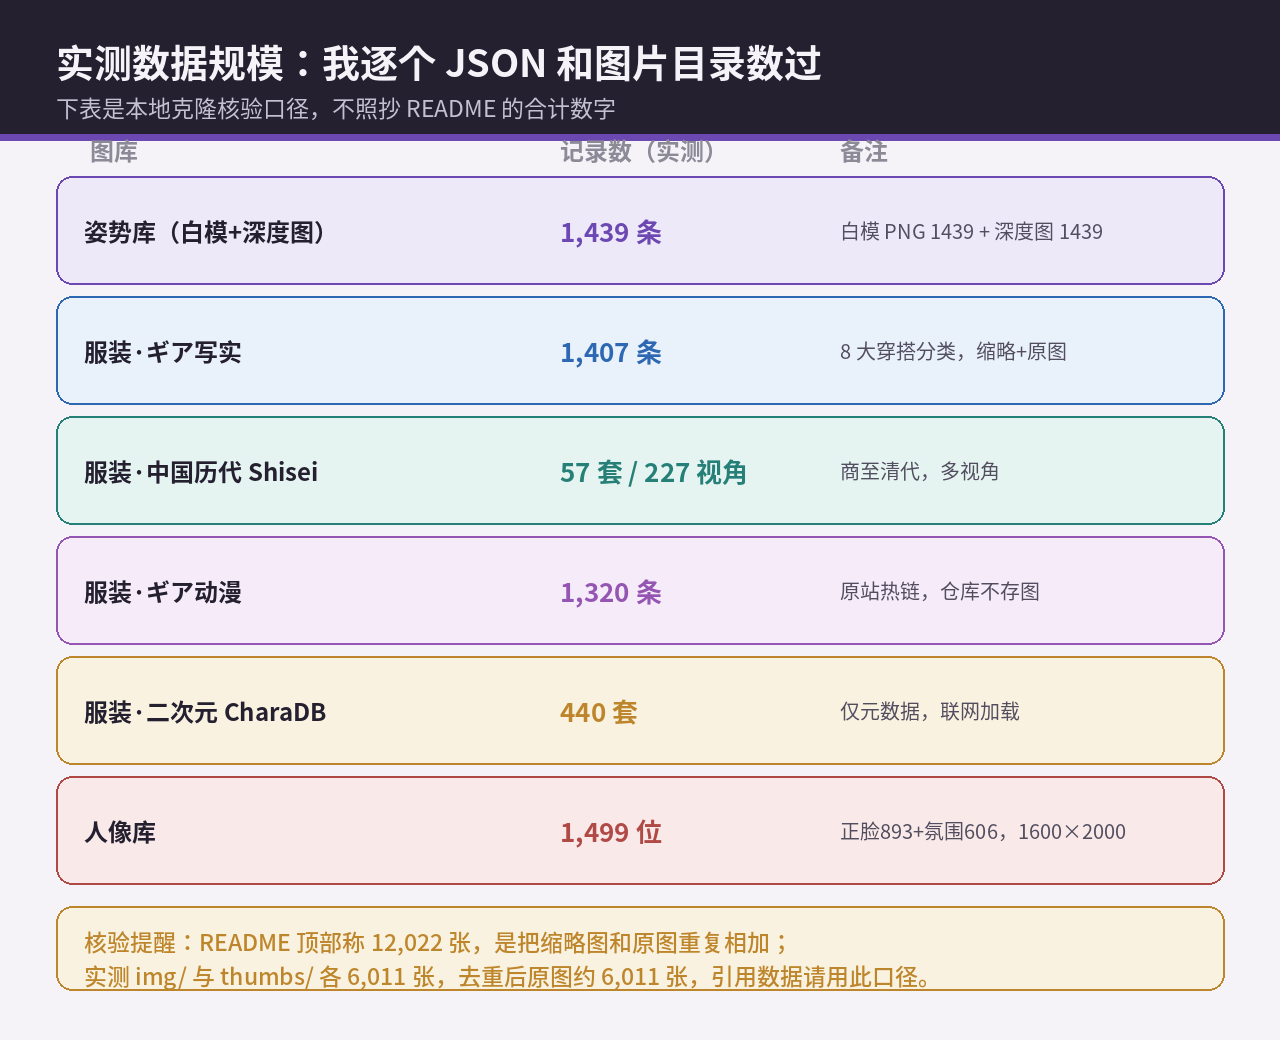 实测数据规模：我逐个 JSON 和图片目录数过
下表是本地克隆核验口径，不照抄 README 的合计数字
图库 记录数（实测） 备注
姿势库（白模+深度图） 1,439 条 白模 PNG 1439 + 深度图 1439
服装·ギア写实 1,407 条 8 大穿搭分类，缩略+原图
服装·中国历代 Shisei 57 套 / 227 视角 商至清代，多视角
服装·ギア动漫 1,320 条 原站热链，仓库不存图
服装·二次元 CharaDB 440 套 仅元数据，联网加载
人像库 1,499 位 正脸893+氛围606，1600×2000
核验提醒：README 顶部称 12,022 张，是把缩略图和原图重复相加；
实测 img/ 与 thumbs/ 各 6,011 张，去重后原图约 6,011 张，引用数据请用此口径。